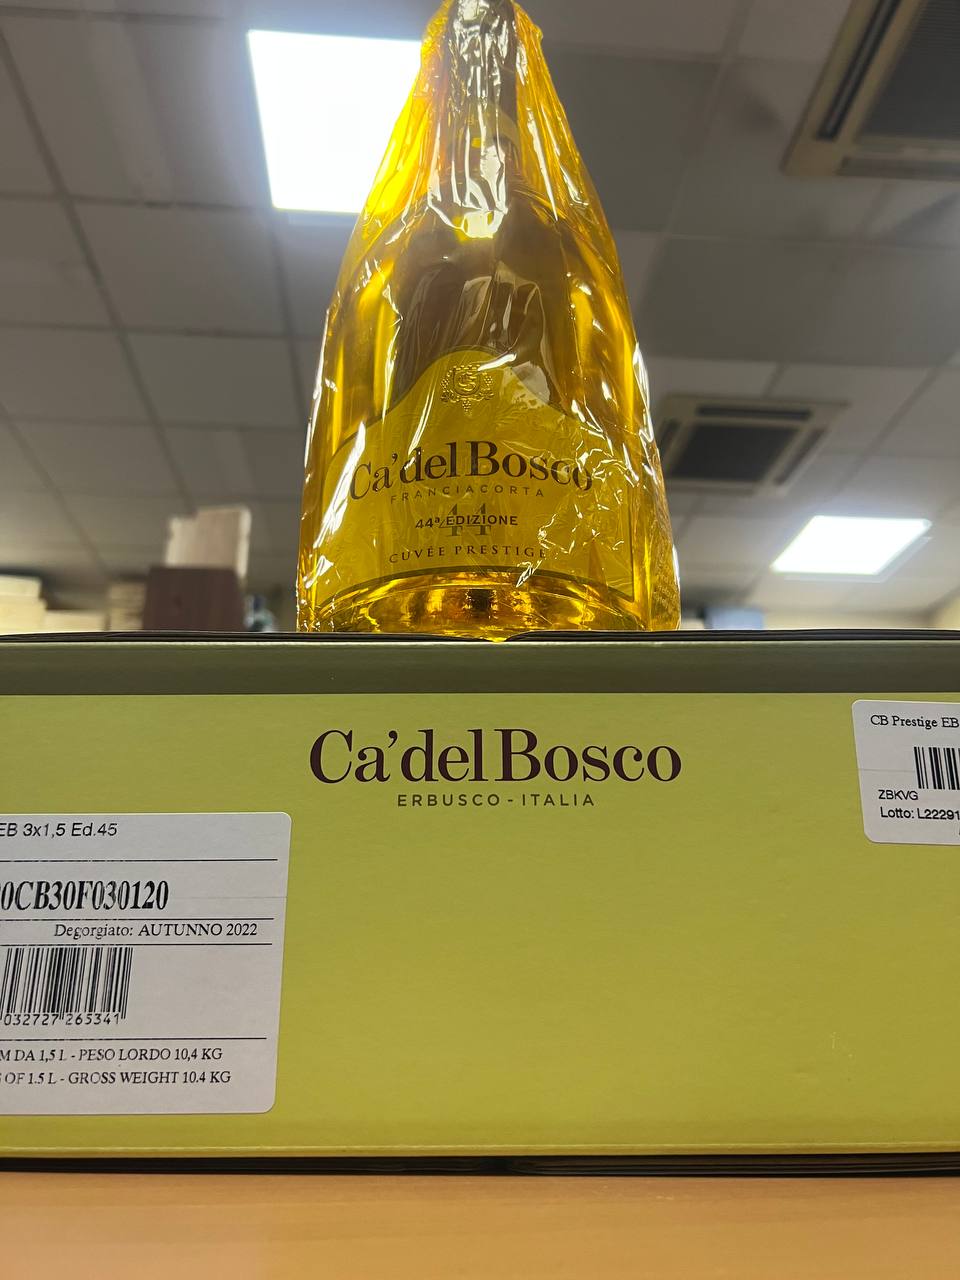 Ca'del Bosco
FRANCIACORTA
44
44ª EDIZIONE
CUVÉE PRESTIGE
Ca'del Bosco
ERBUSCO - ITALIA
CB Prestige EB
ZBKVG
Lotto: L22291
EB 3x1,5 Ed.45
0CB30F030120
Degorgiato: AUTUNNO 2022
032727 265341
M DA 1,5 L - PESO LORDO 10,4 KG
OF 1.5 L - GROSS WEIGHT 10.4 KG